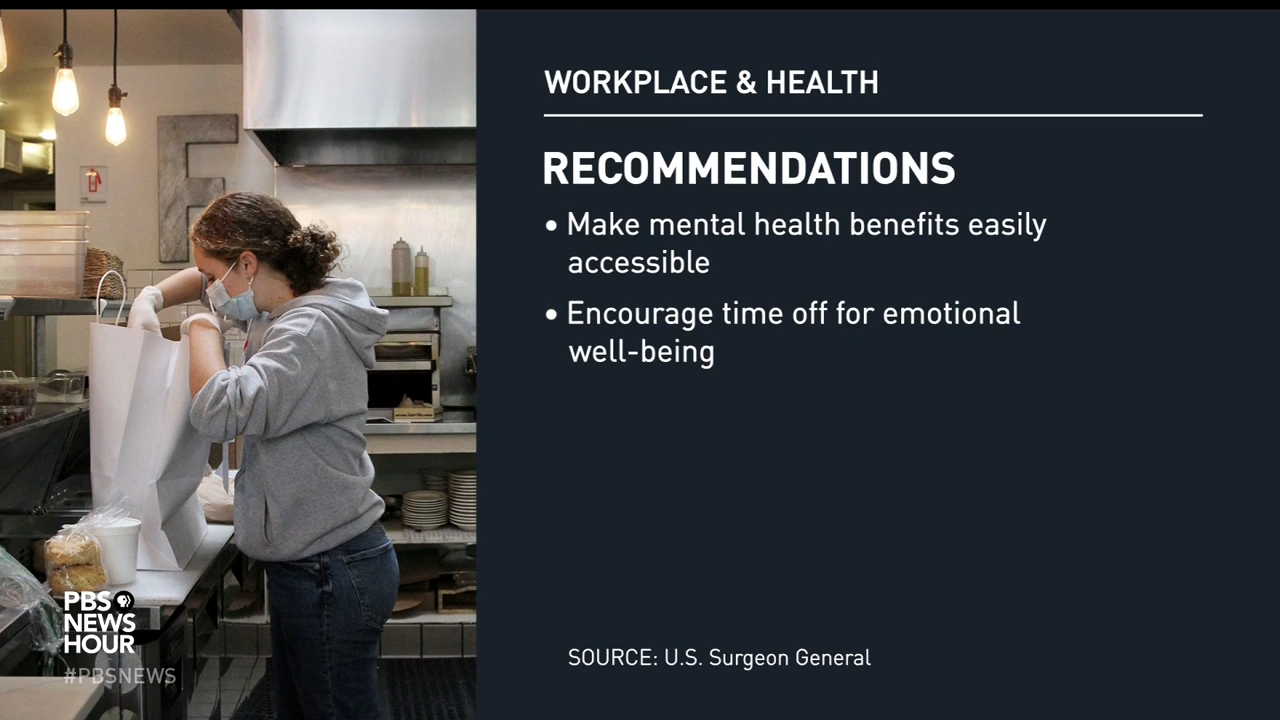 WORKPLACE & HEALTH
RECOMMENDATIONS
• Make mental health benefits easily
accessible
• Encourage time off for emotional
well-being
SOURCE: U.S. Surgeon General
E
PBS
NEWS
HOUR
#PBSNEWS